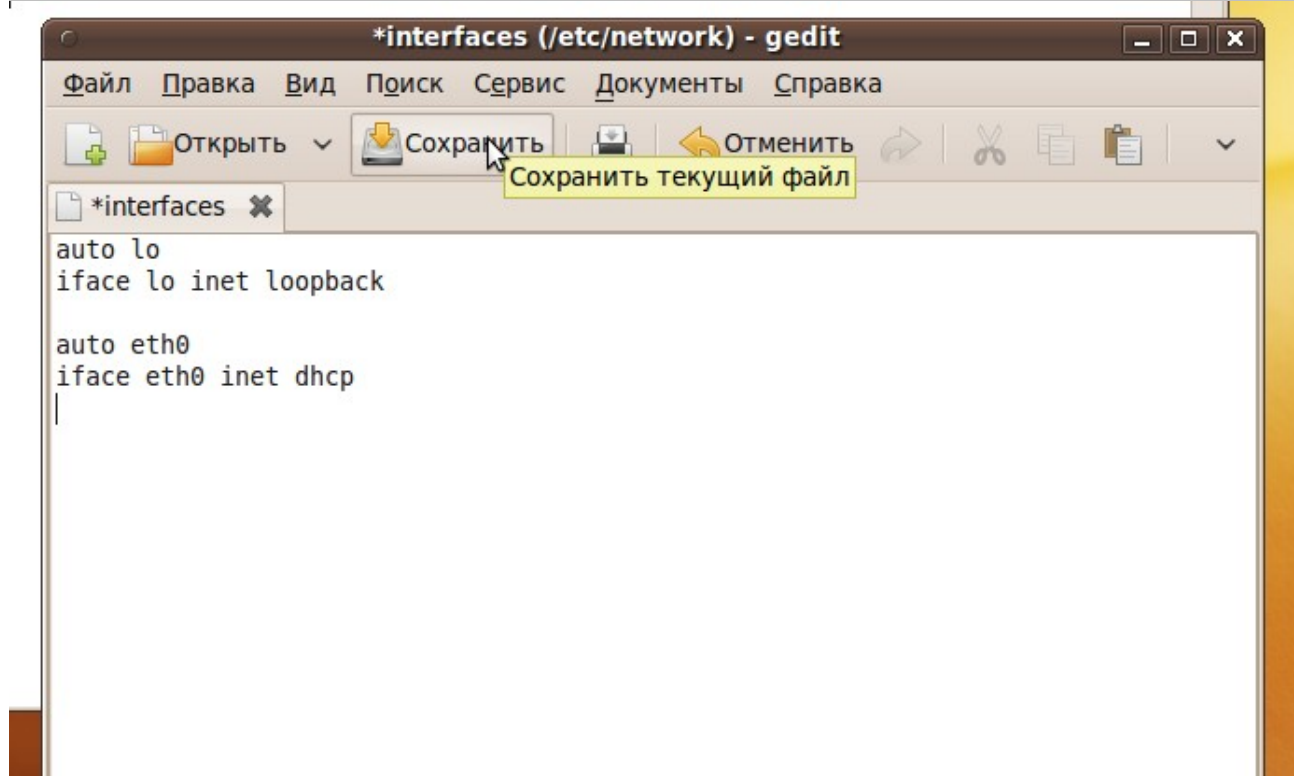 *interfaces (/etc/network) - gedit
Файл Правка Вид Поиск Сервис Документы Справка
Открыть Сохранить Отменить
Сохранить текущий файл
*interfaces
auto lo
iface lo inet loopback
auto eth0
iface eth0 inet dhcp